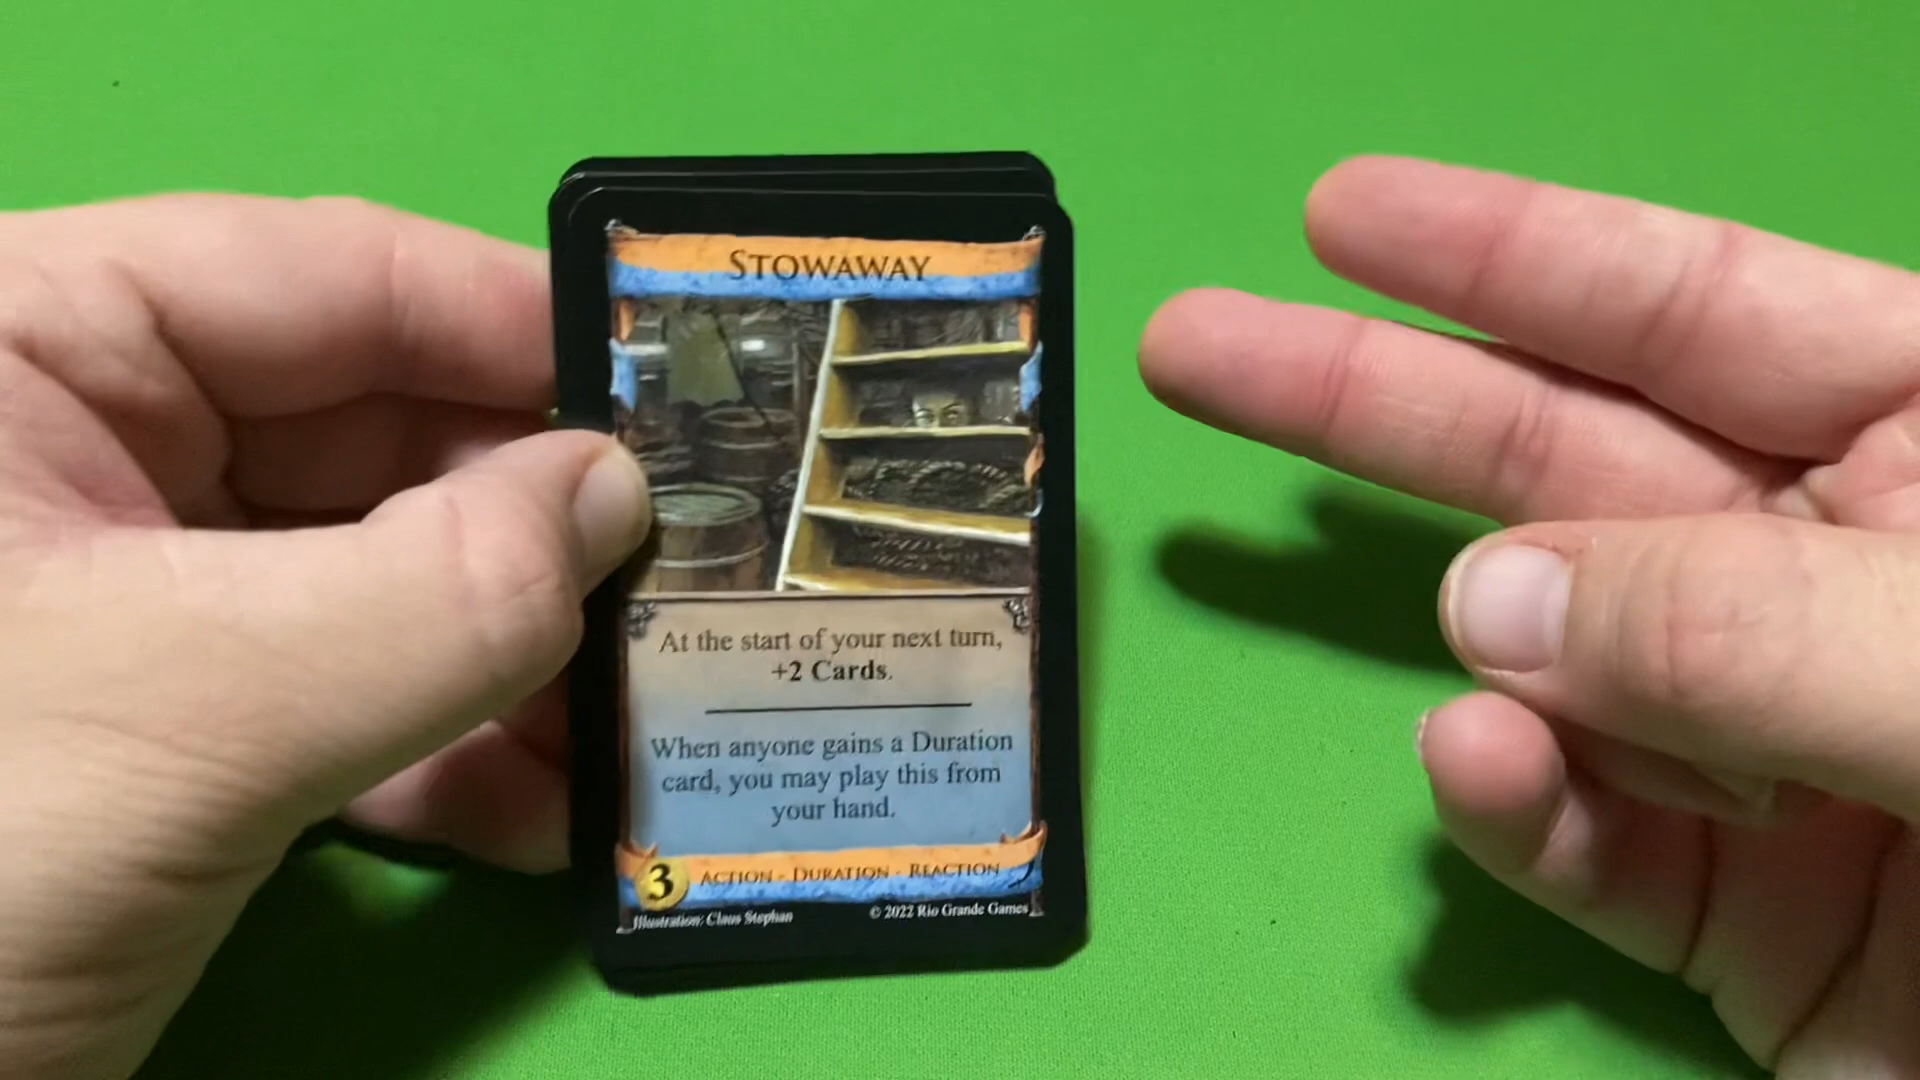 STOWAWAY
At the start of your next turn,
+2 Cards.
When anyone gains a Duration
card, you may play this from
your hand.
3 ACTION - DURATION - REACTION
Illustration: Claus Stephan © 2022 Rio Grande Games